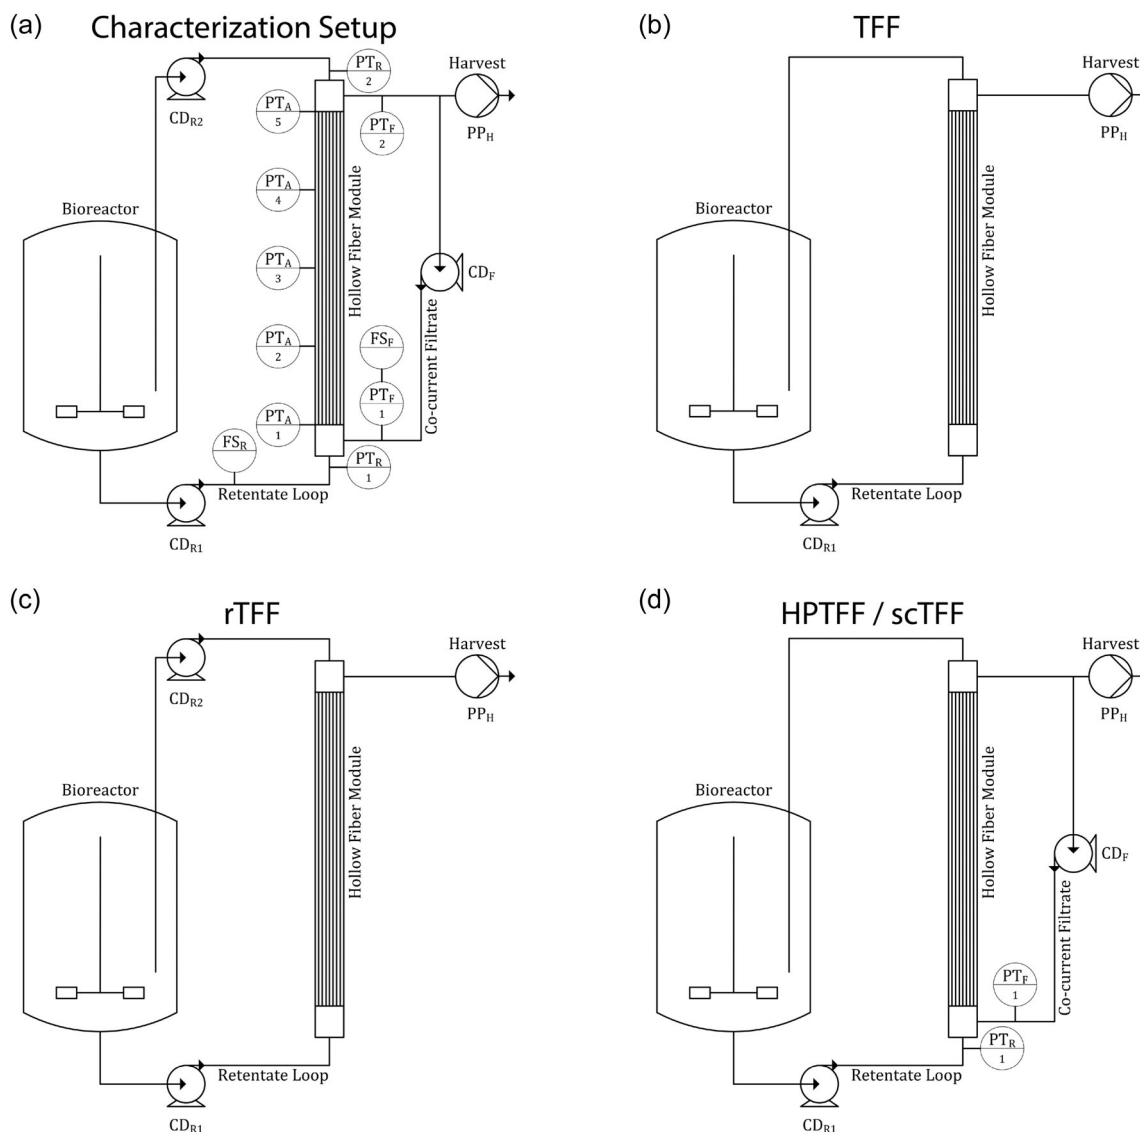 (a) Characterization Setup
PT_R
2
Harvest
CD_R2
PT_A
5
PT_F
2
PP_H
PT_A
4
Bioreactor
Hollow Fiber Module
PT_A
3
CD_F
PT_A
2
FS_F
Co-current Filtrate
PT_F
1
PT_A
1
FS_R
PT_R
1
Retentate Loop
CD_R1
(b) TFF
Harvest
PP_H
Bioreactor
Hollow Fiber Module
Retentate Loop
CD_R1
(c) rTFF
Harvest
CD_R2
PP_H
Bioreactor
Hollow Fiber Module
Retentate Loop
CD_R1
(d) HPTFF / scTFF
Harvest
PP_H
Bioreactor
Hollow Fiber Module
CD_F
Co-current Filtrate
PT_F
1
PT_R
1
Retentate Loop
CD_R1